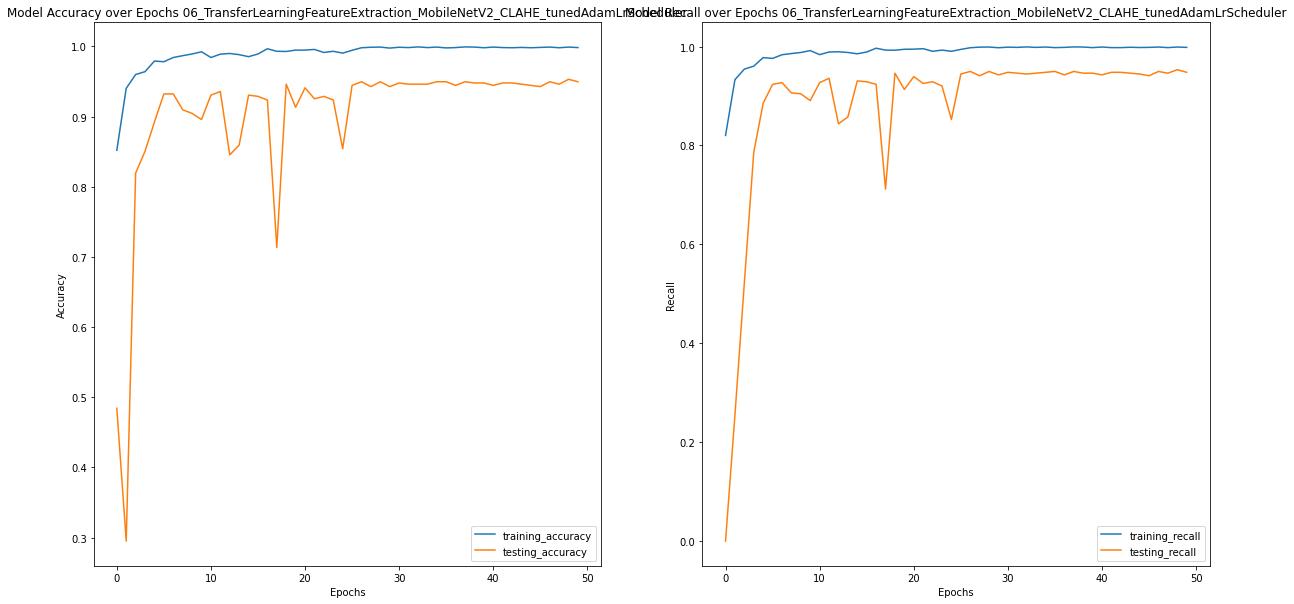 Model Accuracy over Epochs 06_TransferLearningFeatureExtraction_MobileNetV2_CLAHE_tunedAdamLrScheduler
Model Recall over Epochs 06_TransferLearningFeatureExtraction_MobileNetV2_CLAHE_tunedAdamLrScheduler
1.0
0.9
0.8
0.7
0.6
0.5
0.4
0.3
Accuracy
training_accuracy
testing_accuracy
0 10 20 30 40 50
Epochs
1.0
0.8
0.6
0.4
0.2
0.0
Recall
training_recall
testing_recall
0 10 20 30 40 50
Epochs